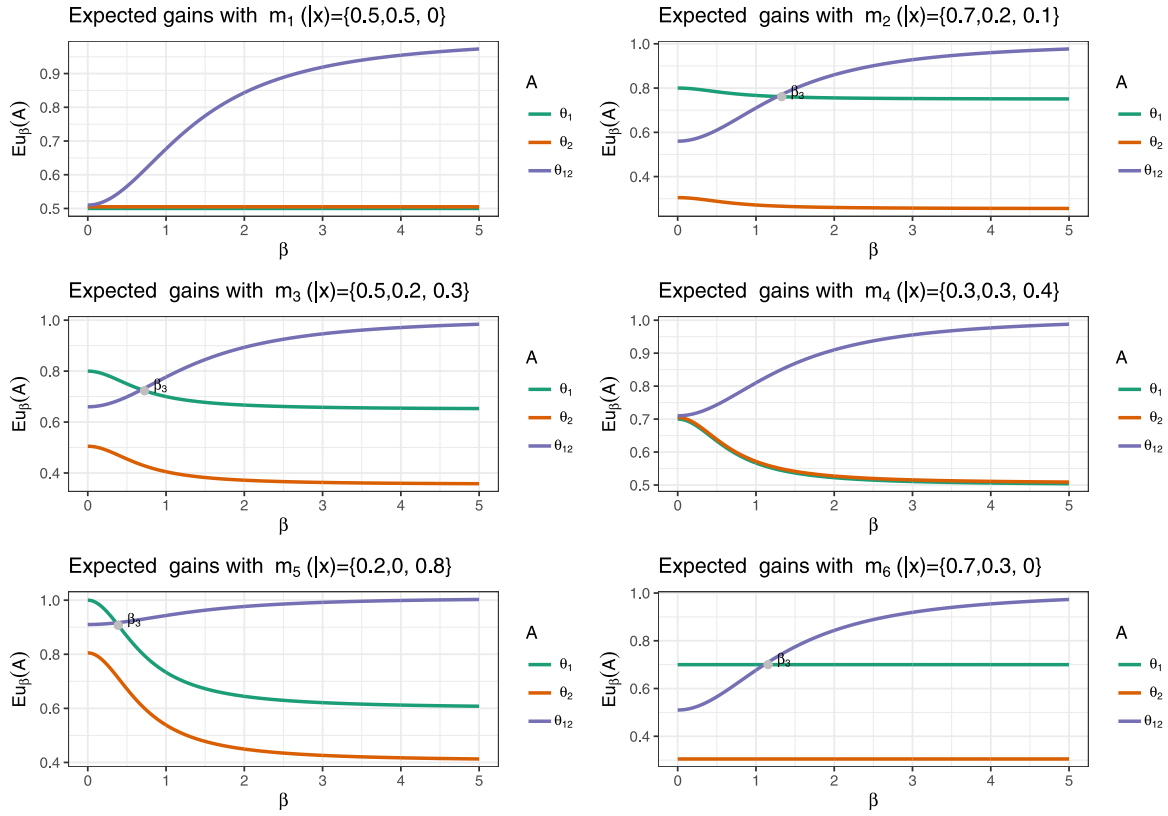 Expected gains with m₁ (|x)={0.5,0.5, 0}
Euβ(A)
0.9
0.8
0.7
0.6
0.5
0 1 2 3 4 5
β
A
θ₁
θ₂
θ₁₂
Expected gains with m₂ (|x)={0.7,0.2, 0.1}
Euβ(A)
1.0
0.8
0.6
0.4
β₃
0 1 2 3 4 5
β
A
θ₁
θ₂
θ₁₂
Expected gains with m₃ (|x)={0.5,0.2, 0.3}
Euβ(A)
1.0
0.8
0.6
0.4
β₃
0 1 2 3 4 5
β
A
θ₁
θ₂
θ₁₂
Expected gains with m₄ (|x)={0.3,0.3, 0.4}
Euβ(A)
1.0
0.9
0.8
0.7
0.6
0.5
0 1 2 3 4 5
β
A
θ₁
θ₂
θ₁₂
Expected gains with m₅ (|x)={0.2,0, 0.8}
Euβ(A)
1.0
0.8
0.6
0.4
β₃
0 1 2 3 4 5
β
A
θ₁
θ₂
θ₁₂
Expected gains with m₆ (|x)={0.7,0.3, 0}
Euβ(A)
1.0
0.8
0.6
0.4
β₃
0 1 2 3 4 5
β
A
θ₁
θ₂
θ₁₂